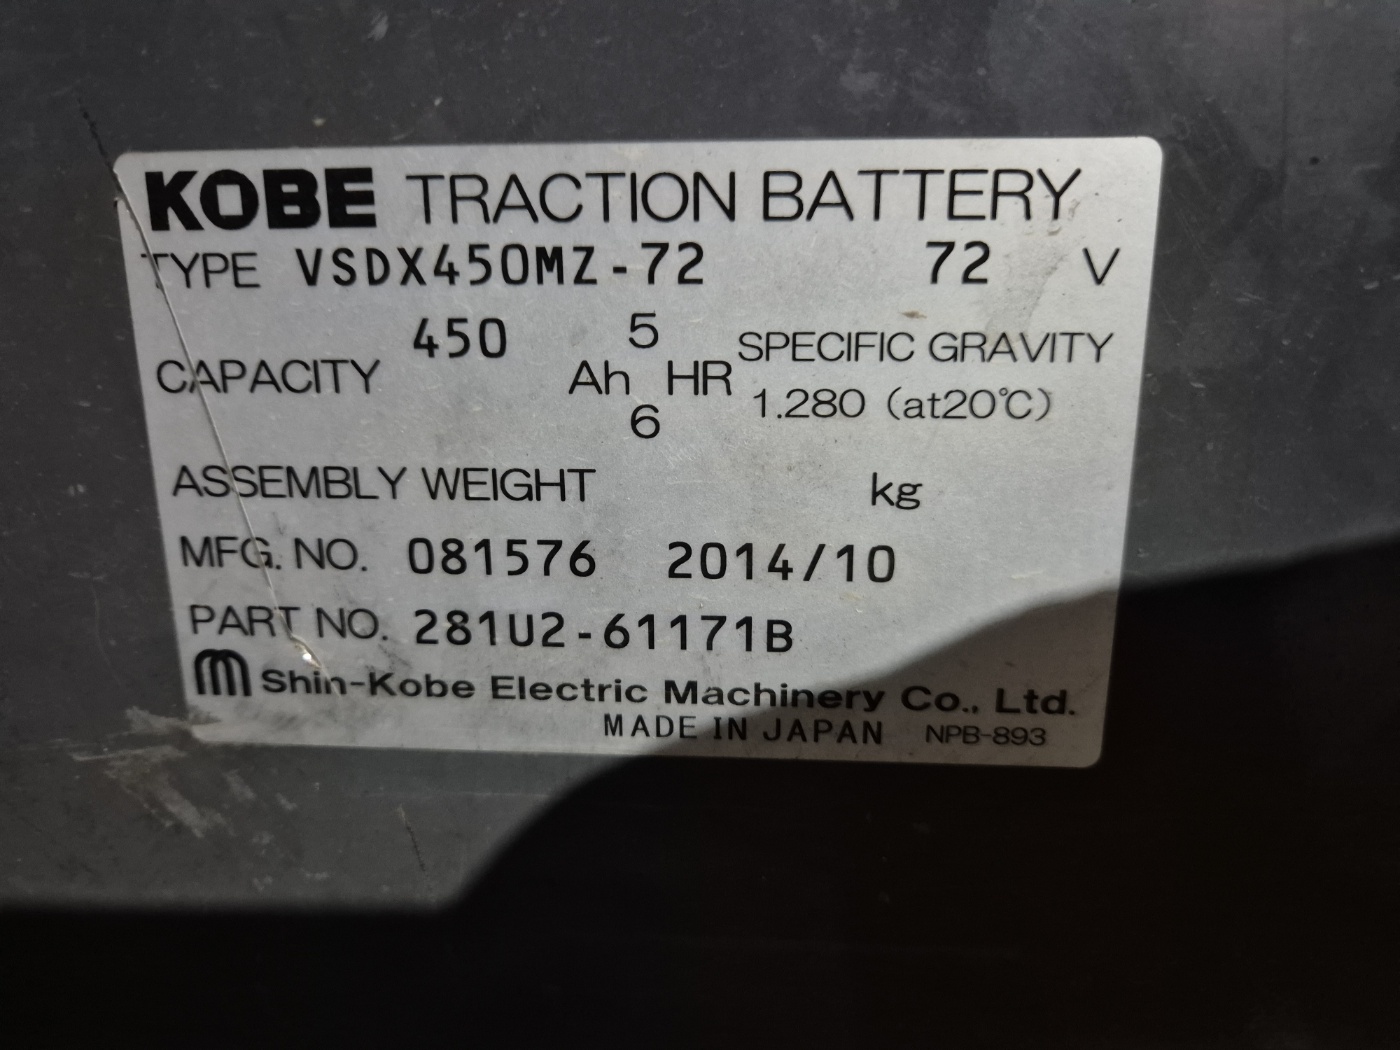 KOBE TRACTION BATTERY
TYPE VSDX450MZ-72 72 V
CAPACITY 450 Ah 5 HR
6
SPECIFIC GRAVITY
1.280 (at20℃)
ASSEMBLY WEIGHT kg
MFG. NO. 081576 2014/10
PART NO. 281U2-61171B
Shin-Kobe Electric Machinery Co., Ltd.
MADE IN JAPAN NPB-893